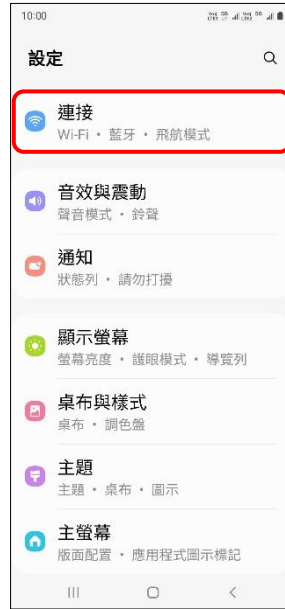 10:00
設定
連接
Wi-Fi • 藍牙 • 飛航模式
音效與震動
聲音模式 • 鈴聲
通知
狀態列 • 請勿打擾
顯示螢幕
螢幕亮度 • 護眼模式 • 導覽列
桌布與樣式
桌布 • 調色盤
主題
主題 • 桌布 • 圖示
主螢幕
版面配置 • 應用程式圖示標記